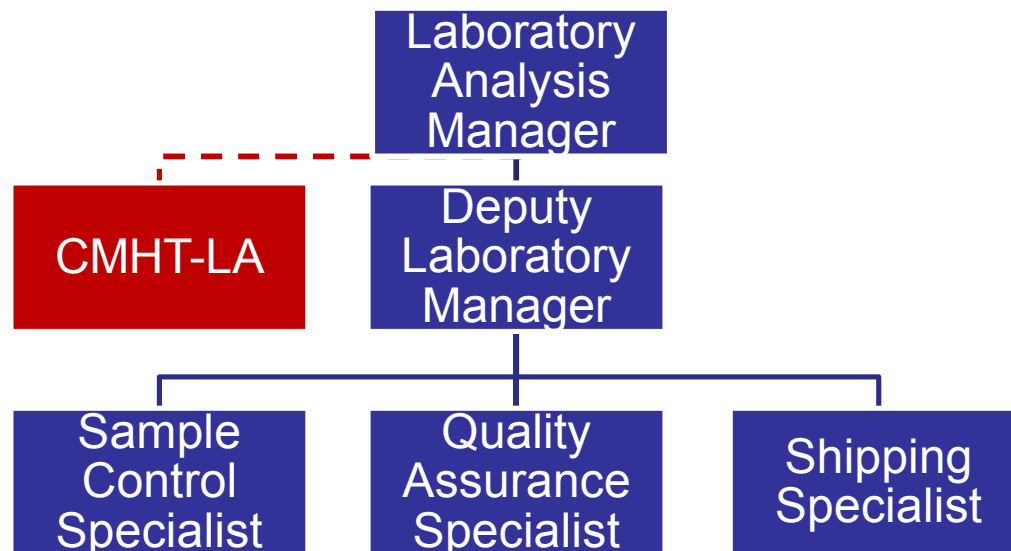 Laboratory
Analysis
Manager
CMHT-LA
Deputy
Laboratory
Manager
Sample
Control
Specialist
Quality
Assurance
Specialist
Shipping
Specialist